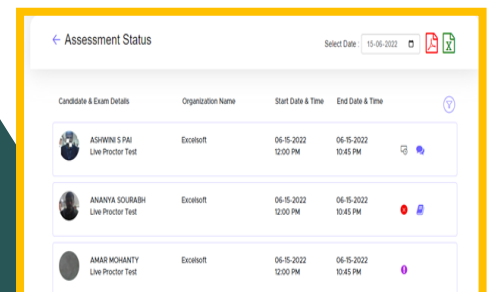 ← Assessment Status
Select Date : 15-06-2022
Candidate & Exam Details Organization Name Start Date & Time End Date & Time
ASHWINI S PAI Excelsoft 06-15-2022 06-15-2022
Live Proctor Test 12:00 PM 10:45 PM
ANANYA SOURABH Excelsoft 06-15-2022 06-15-2022
Live Proctor Test 12:00 PM 10:45 PM
AMAR MOHANTY Excelsoft 06-15-2022 06-15-2022
Live Proctor Test 12:00 PM 10:45 PM